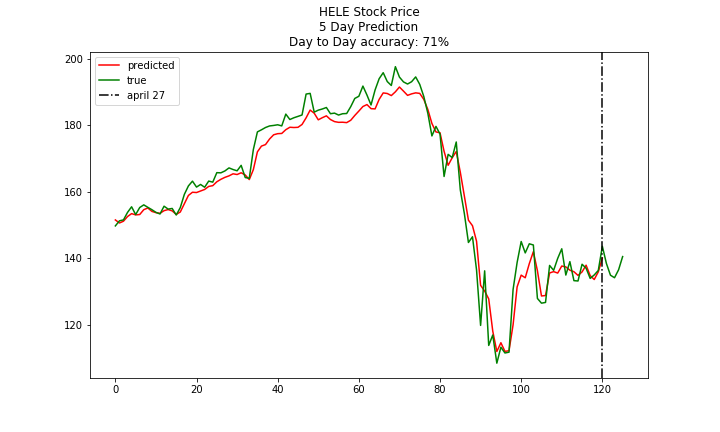 HELE Stock Price
5 Day Prediction
Day to Day accuracy: 71%
predicted
true
april 27
200
180
160
140
120
0
20
40
60
80
100
120